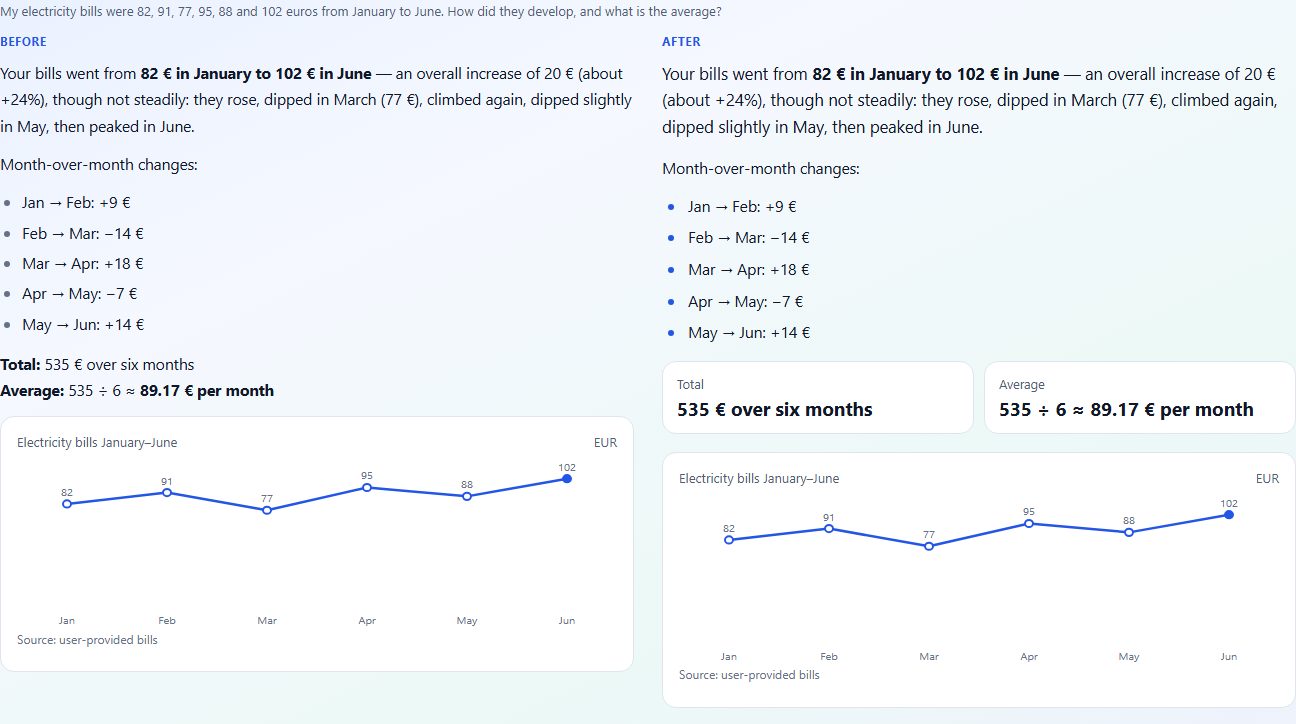 My electricity bills were 82, 91, 77, 95, 88 and 102 euros from January to June. How did they develop, and what is the average?
BEFORE
Your bills went from 82 € in January to 102 € in June — an overall increase of 20 € (about
+24%), though not steadily: they rose, dipped in March (77 €), climbed again, dipped slightly
in May, then peaked in June.
Month-over-month changes:
Jan → Feb: +9 €
Feb → Mar: −14 €
Mar → Apr: +18 €
Apr → May: −7 €
May → Jun: +14 €
Total: 535 € over six months
Average: 535 ÷ 6 ≈ 89.17 € per month
Electricity bills January–June EUR
82 91 77 95 88 102
Jan Feb Mar Apr May Jun
Source: user-provided bills
AFTER
Your bills went from 82 € in January to 102 € in June — an overall increase of 20 €
(about +24%), though not steadily: they rose, dipped in March (77 €), climbed again,
dipped slightly in May, then peaked in June.
Month-over-month changes:
Jan → Feb: +9 €
Feb → Mar: −14 €
Mar → Apr: +18 €
Apr → May: −7 €
May → Jun: +14 €
Total
535 € over six months
Average
535 ÷ 6 ≈ 89.17 € per month
Electricity bills January–June EUR
82 91 77 95 88 102
Jan Feb Mar Apr May Jun
Source: user-provided bills